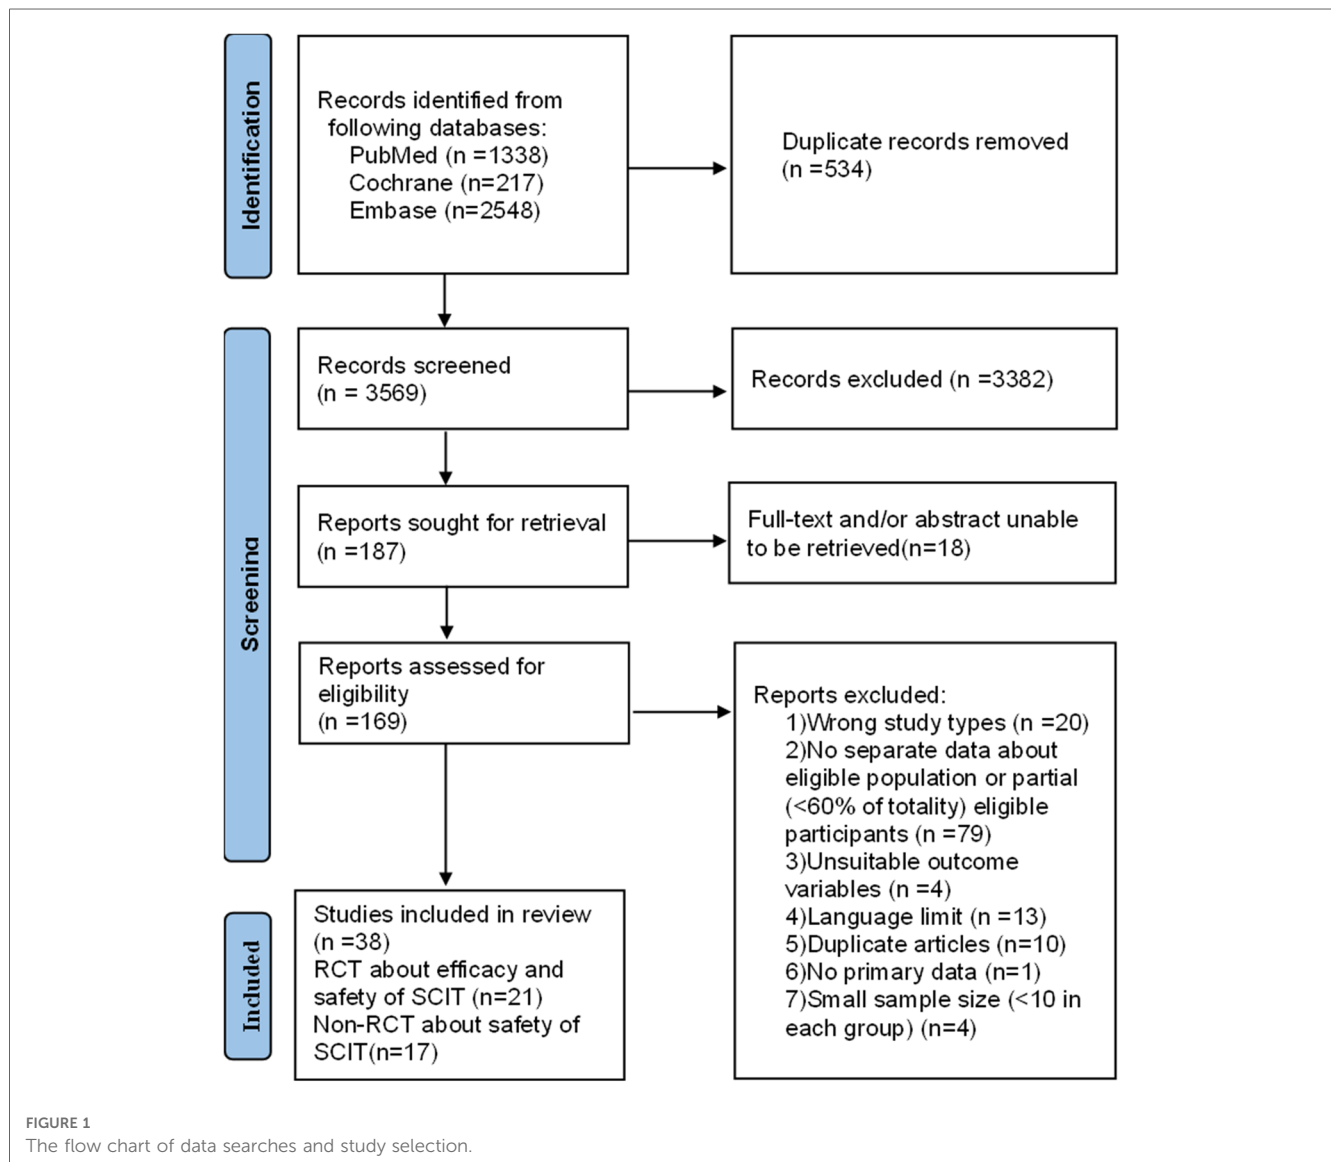 Identification
Records identified from
following databases:
PubMed (n =1338)
Cochrane (n=217)
Embase (n=2548)
Duplicate records removed
(n =534)
Screening
Records screened
(n = 3569)
Records excluded (n =3382)
Reports sought for retrieval
(n =187)
Full-text and/or abstract unable
to be retrieved(n=18)
Reports assessed for
eligibility
(n =169)
Reports excluded:
1)Wrong study types (n =20)
2)No separate data about
eligible population or partial
(<60% of totality) eligible
participants (n =79)
3)Unsuitable outcome
variables (n =4)
4)Language limit (n =13)
5)Duplicate articles (n=10)
6)No primary data (n=1)
7)Small sample size (<10 in
each group) (n=4)
Included
Studies included in review
(n =38)
RCT about efficacy and
safety of SCIT (n=21)
Non-RCT about safety of
SCIT(n=17)
FIGURE 1
The flow chart of data searches and study selection.